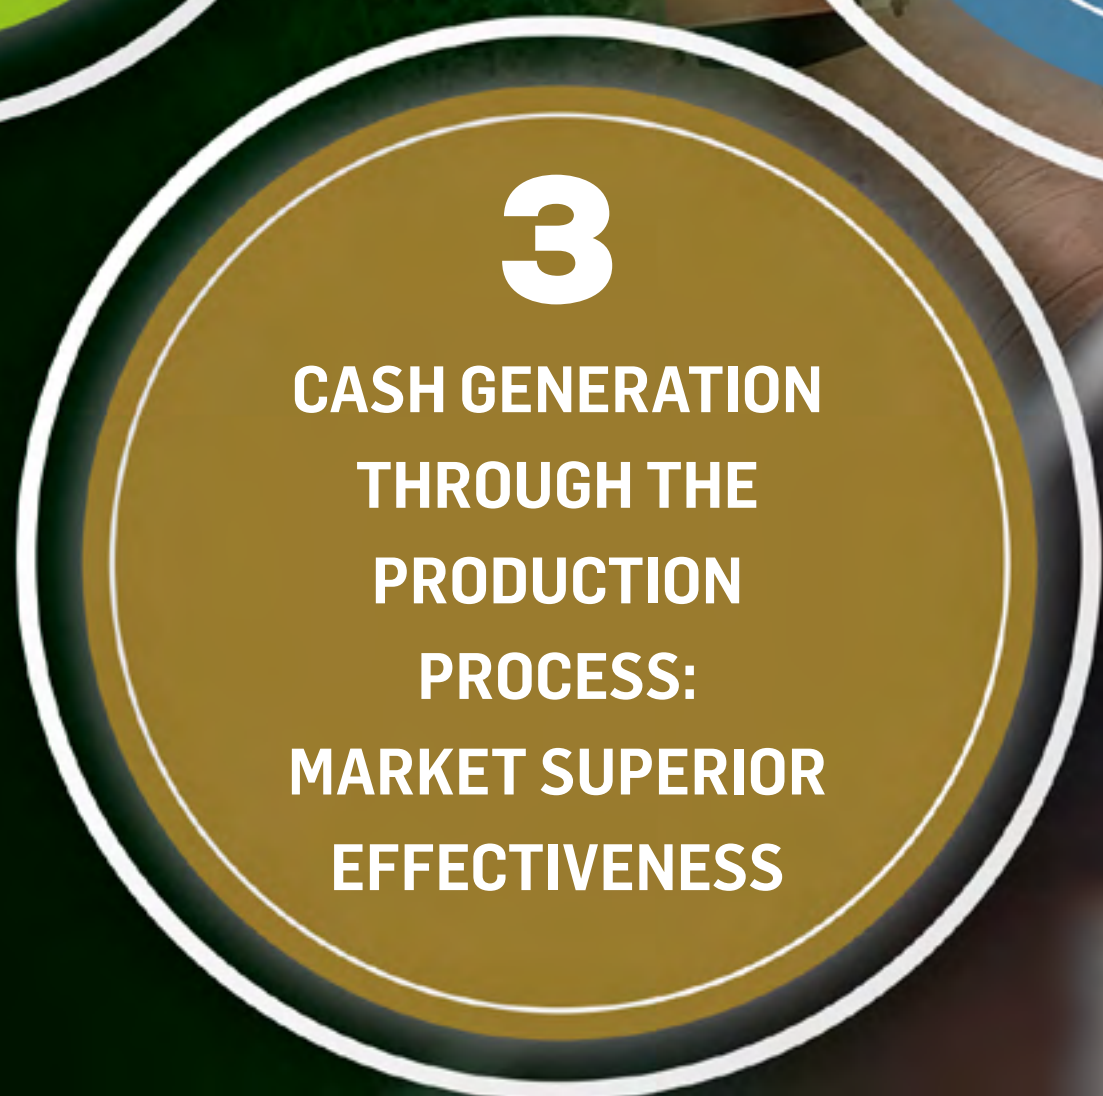 3
CASH GENERATION
THROUGH THE
PRODUCTION
PROCESS:
MARKET SUPERIOR
EFFECTIVENESS